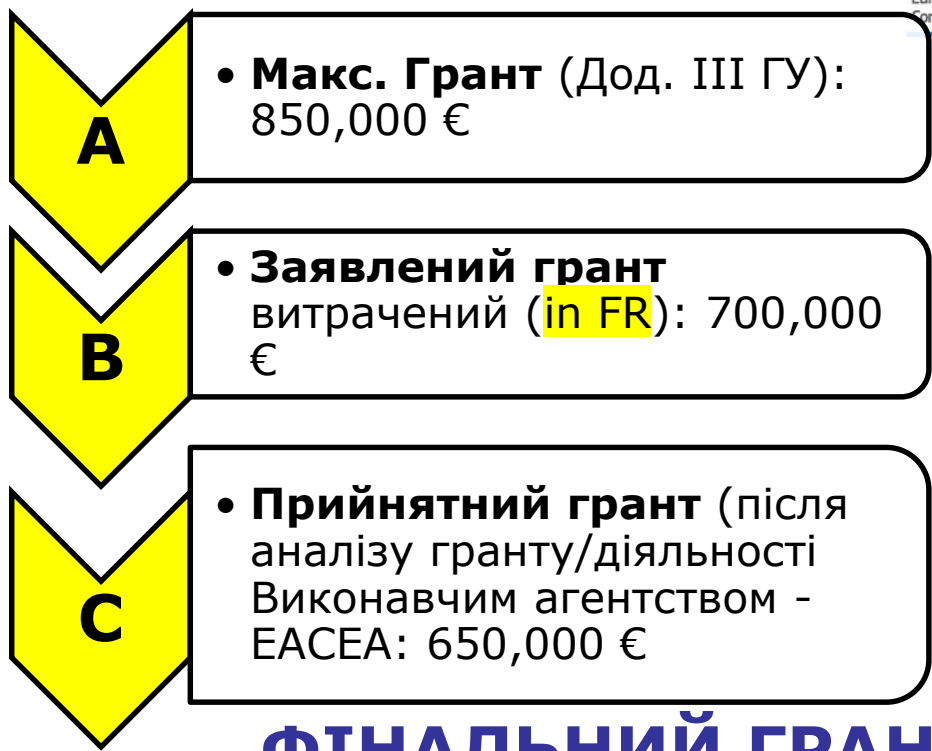 A
• Макс. Грант (Дод. III ГУ):
850,000 €
B
• Заявлений грант
витрачений (in FR): 700,000
€
C
• Прийнятний грант (після
аналізу гранту/діяльності
Виконавчим агентством -
EACEA: 650,000 €
ФІНАЛЬНИЙ